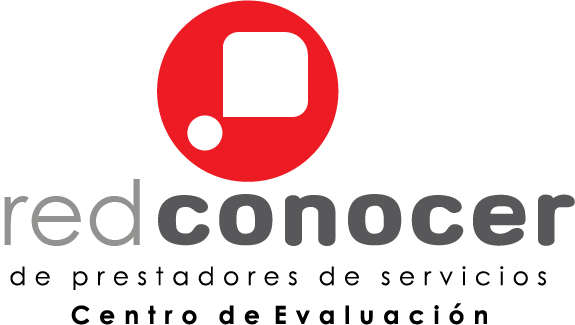 redconocer
de prestadores de servicios
Centro de Evaluación